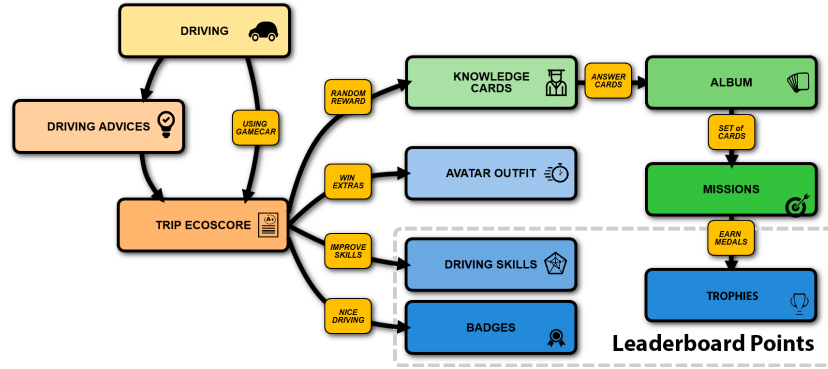 DRIVING
DRIVING ADVICES
USING
GAMECAR
TRIP ECOSCORE
A+
RANDOM
REWARD
WIN
EXTRAS
IMPROVE
SKILLS
NICE
DRIVING
KNOWLEDGE
CARDS
AVATAR OUTFIT
DRIVING SKILLS
BADGES
ANSWER
CARDS
ALBUM
SET of
CARDS
MISSIONS
EARN
MEDALS
TROPHIES
Leaderboard Points